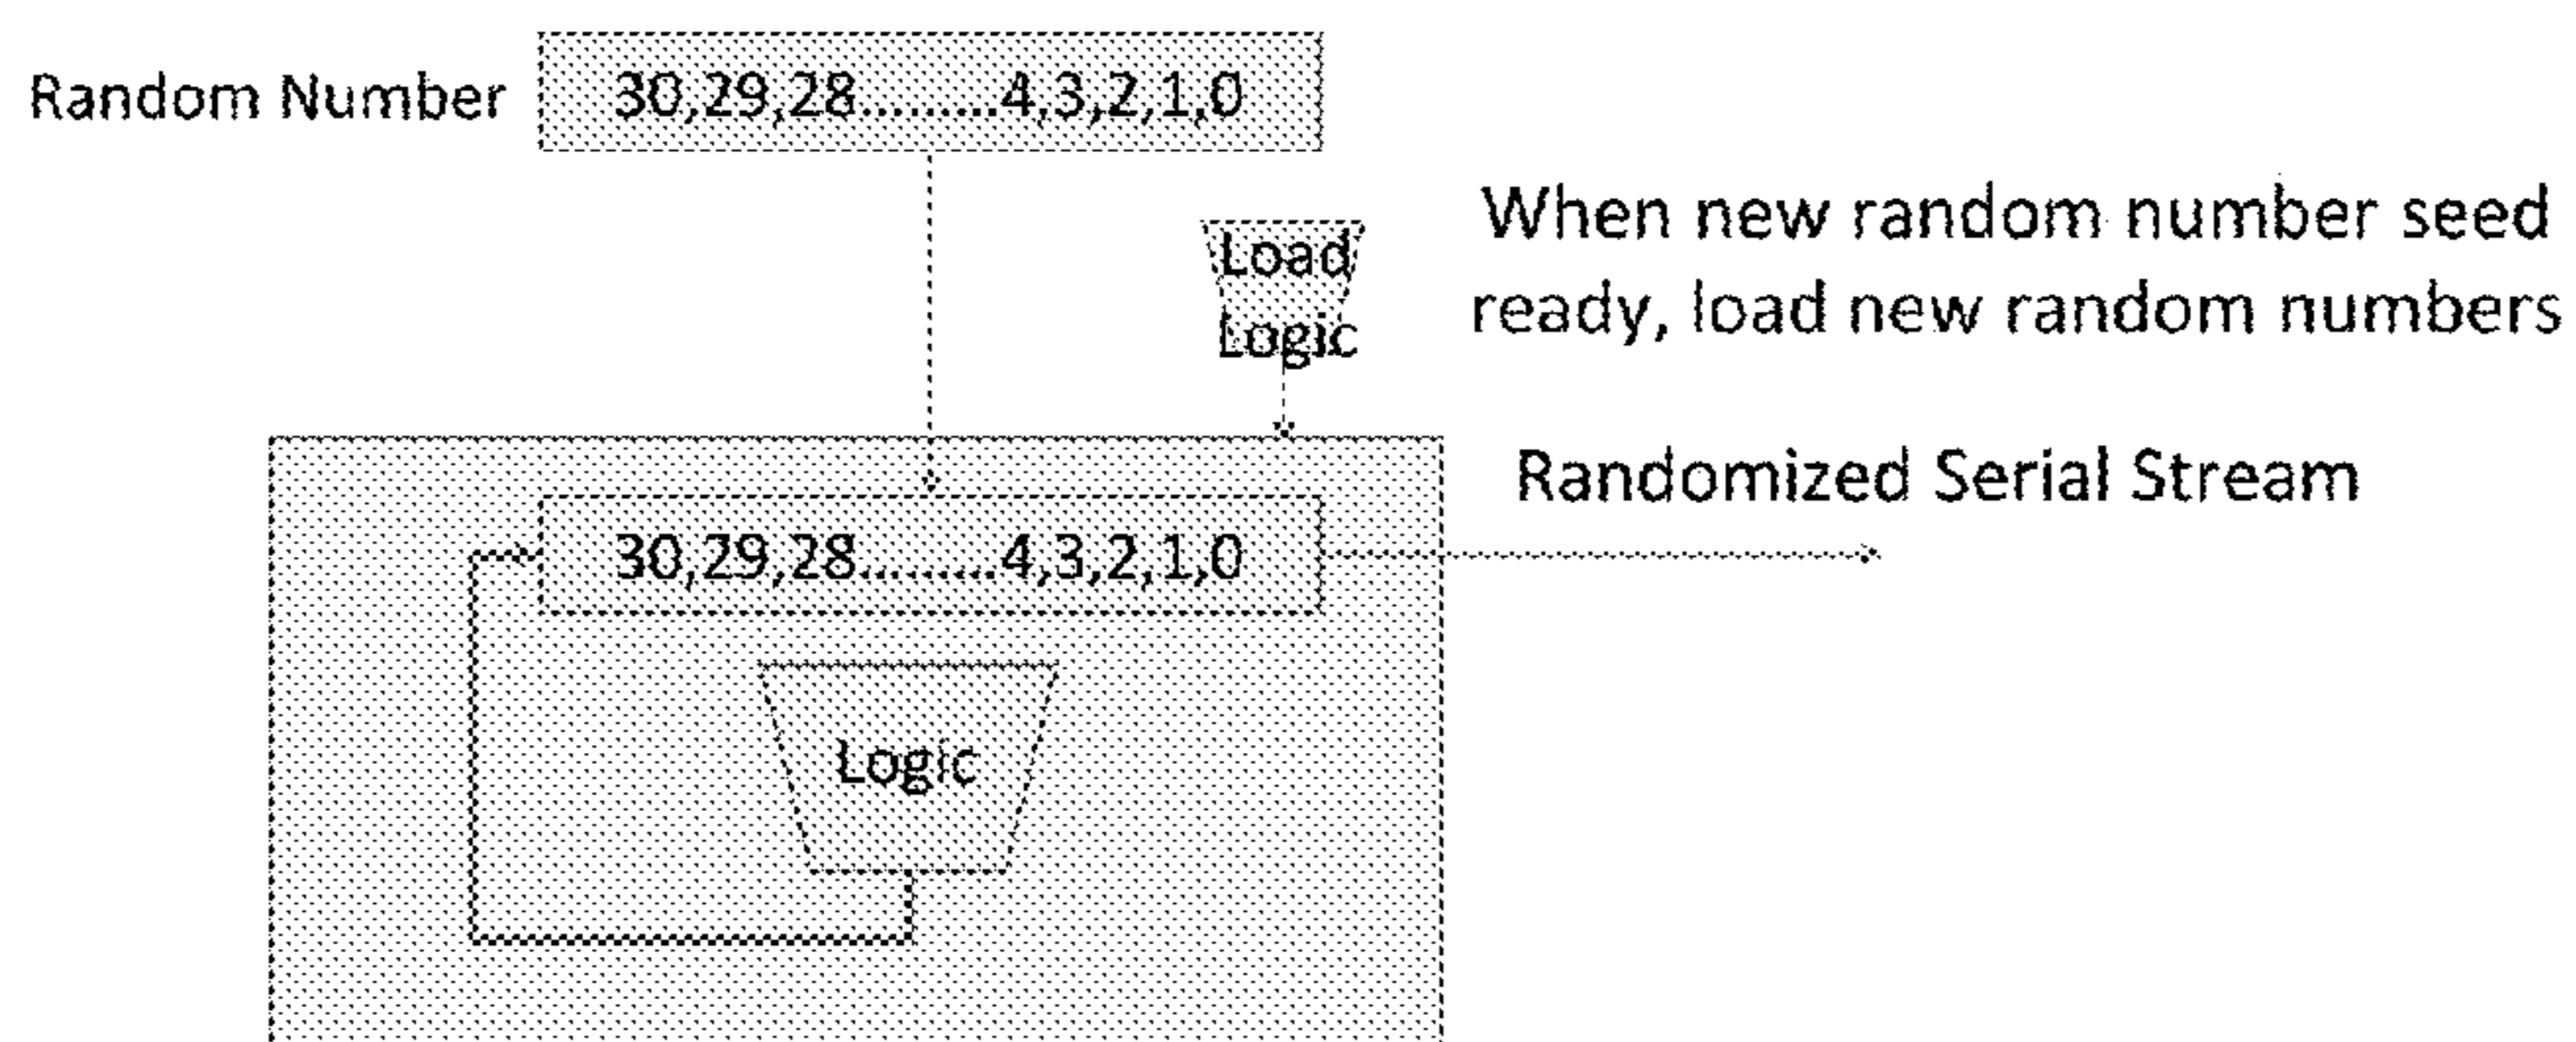 Random Number
30,29,28.........4,3,2,1,0
Load
Logic
When new random number seed
ready, load new random numbers
Randomized Serial Stream
30,29,28.........4,3,2,1,0
Logic